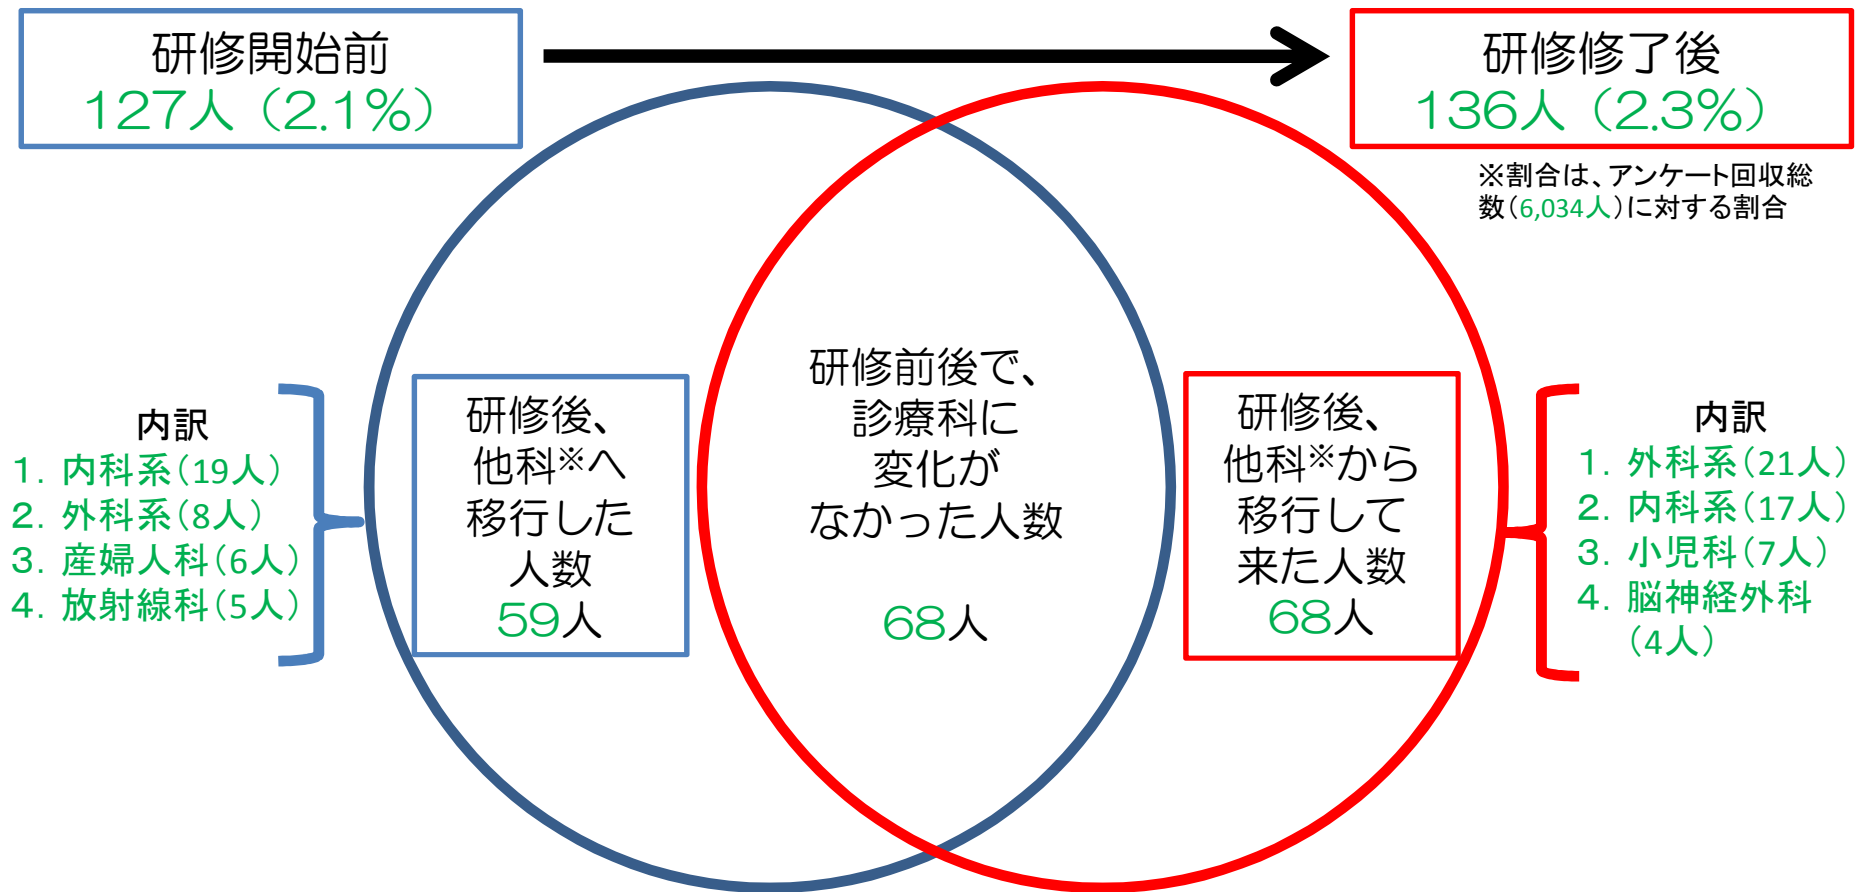 研修開始前
127人（2.1%）
研修修了後
136人（2.3%）
※割合は、アンケート回収総
数（6,034人）に対する割合
内訳
1. 内科系（19人）
2. 外科系（8人）
3. 産婦人科（6人）
4. 放射線科（5人）
研修後、
他科※へ
移行した
人数
59人
研修前後で、
診療科に
変化が
なかった人数
68人
研修後、
他科※から
移行して
来た人数
68人
内訳
1. 外科系（21人）
2. 内科系（17人）
3. 小児科（7人）
4. 脳神経外科
（4人）